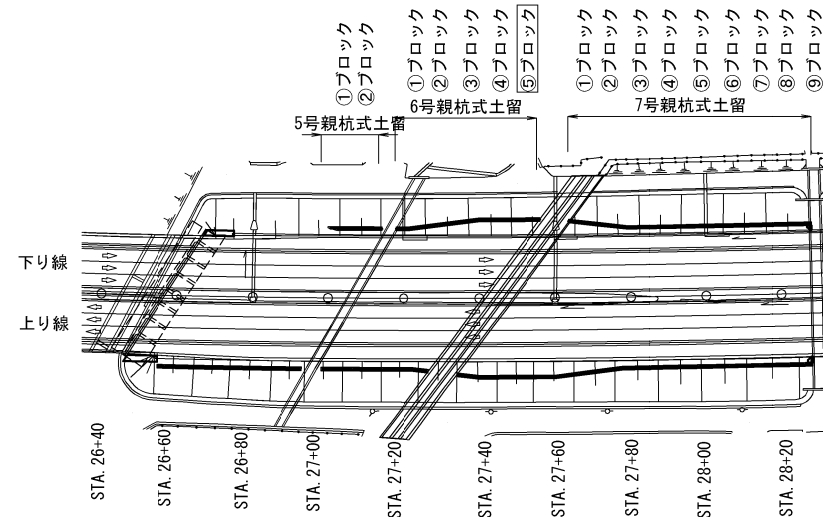 ①ブロック
②ブロック
①ブロック
②ブロック
③ブロック
④ブロック
⑤ブロック
①ブロック
②ブロック
③ブロック
④ブロック
⑤ブロック
⑥ブロック
⑦ブロック
⑧ブロック
⑨ブロック
5号親杭式土留
6号親杭式土留
7号親杭式土留
下り線
上り線
STA. 26+40
STA. 26+60
STA. 26+80
STA. 27+00
STA. 27+20
STA. 27+40
STA. 27+60
STA. 27+80
STA. 28+00
STA. 28+20